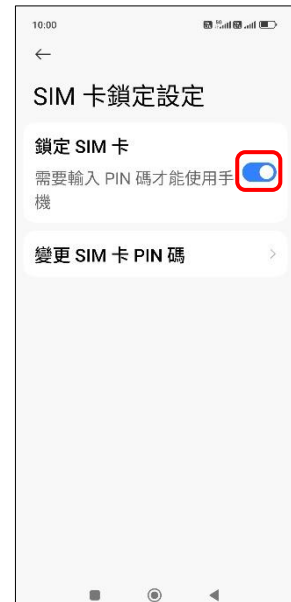 10:00
SIM 卡鎖定設定
鎖定 SIM 卡
需要輸入 PIN 碼才能使用手
機
變更 SIM 卡 PIN 碼